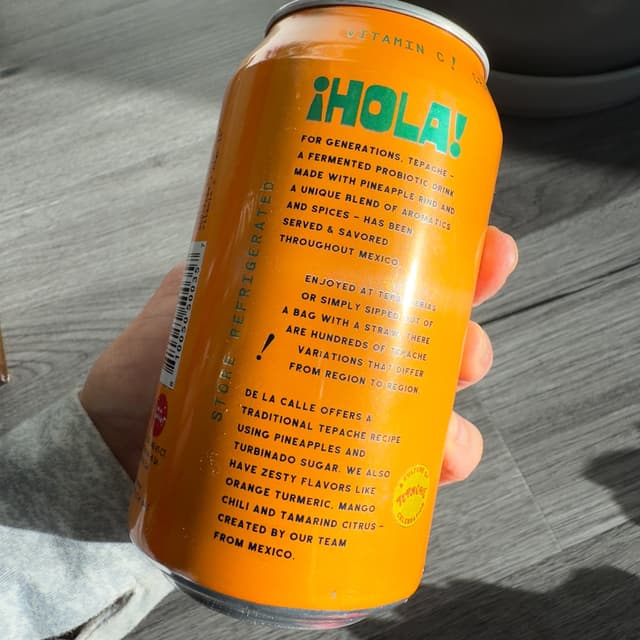 VITAMIN C!
¡HOLA!
FOR GENERATIONS, TEPACHE –
A FERMENTED PROBIOTIC DRINK
MADE WITH PINEAPPLE RIND AND
A UNIQUE BLEND OF AROMATICS
AND SPICES – HAS BEEN
SERVED & SAVORED
THROUGHOUT MEXICO.
ENJOYED AT TEPACHERIAS
OR SIMPLY SIPPED OUT OF
A BAG WITH A STRAW, THERE
ARE HUNDREDS OF TEPACHE
VARIATIONS THAT DIFFER
FROM REGION TO REGION.
!
DE LA CALLE OFFERS A
TRADITIONAL TEPACHE RECIPE
USING PINEAPPLES AND
TURBINADO SUGAR. WE ALSO
HAVE ZESTY FLAVORS LIKE
ORANGE TURMERIC, MANGO
CHILI AND TAMARIND CITRUS –
CREATED BY OUR TEAM
FROM MEXICO.
STORE REFRIGERATED